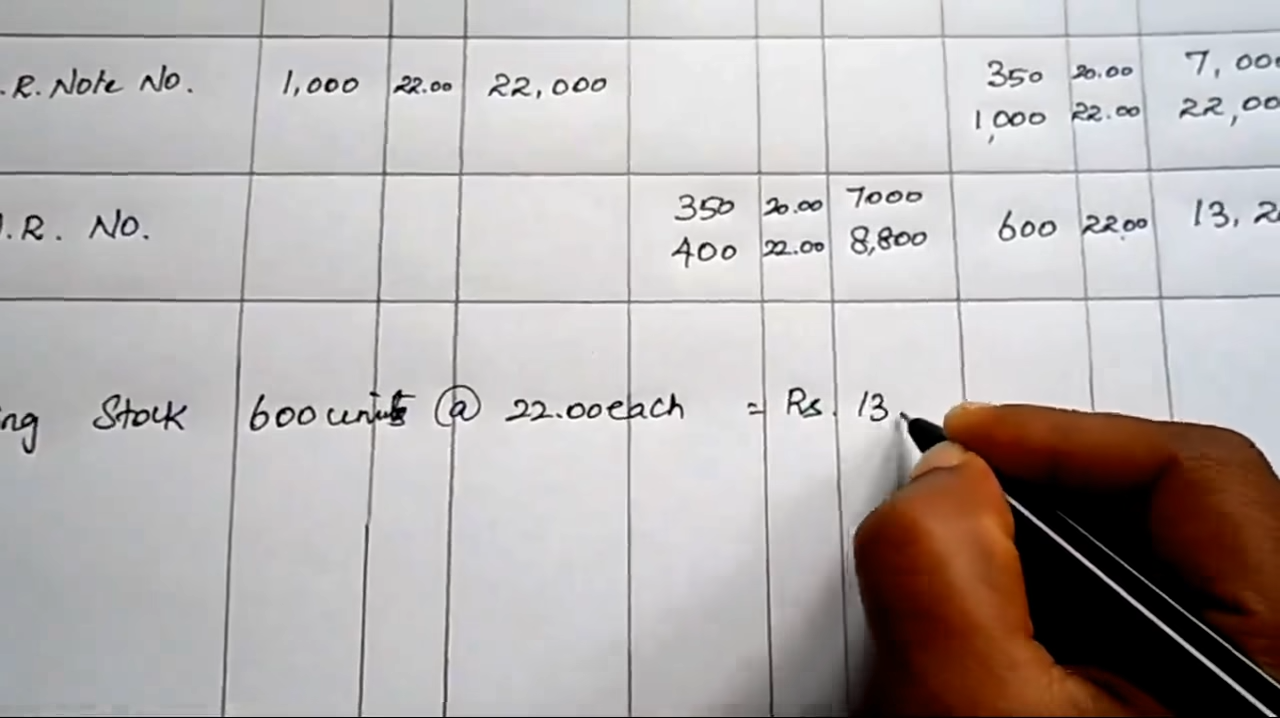 .R. Note No. 1,000 22.00 22,000 350 20.00 7,000
1,000 22.00 22,00
.R. No. 350 20.00 7000 600 22.00 13,2
400 22.00 8,800
ng Stock 600 units @ 22.00 each = Rs. 13,